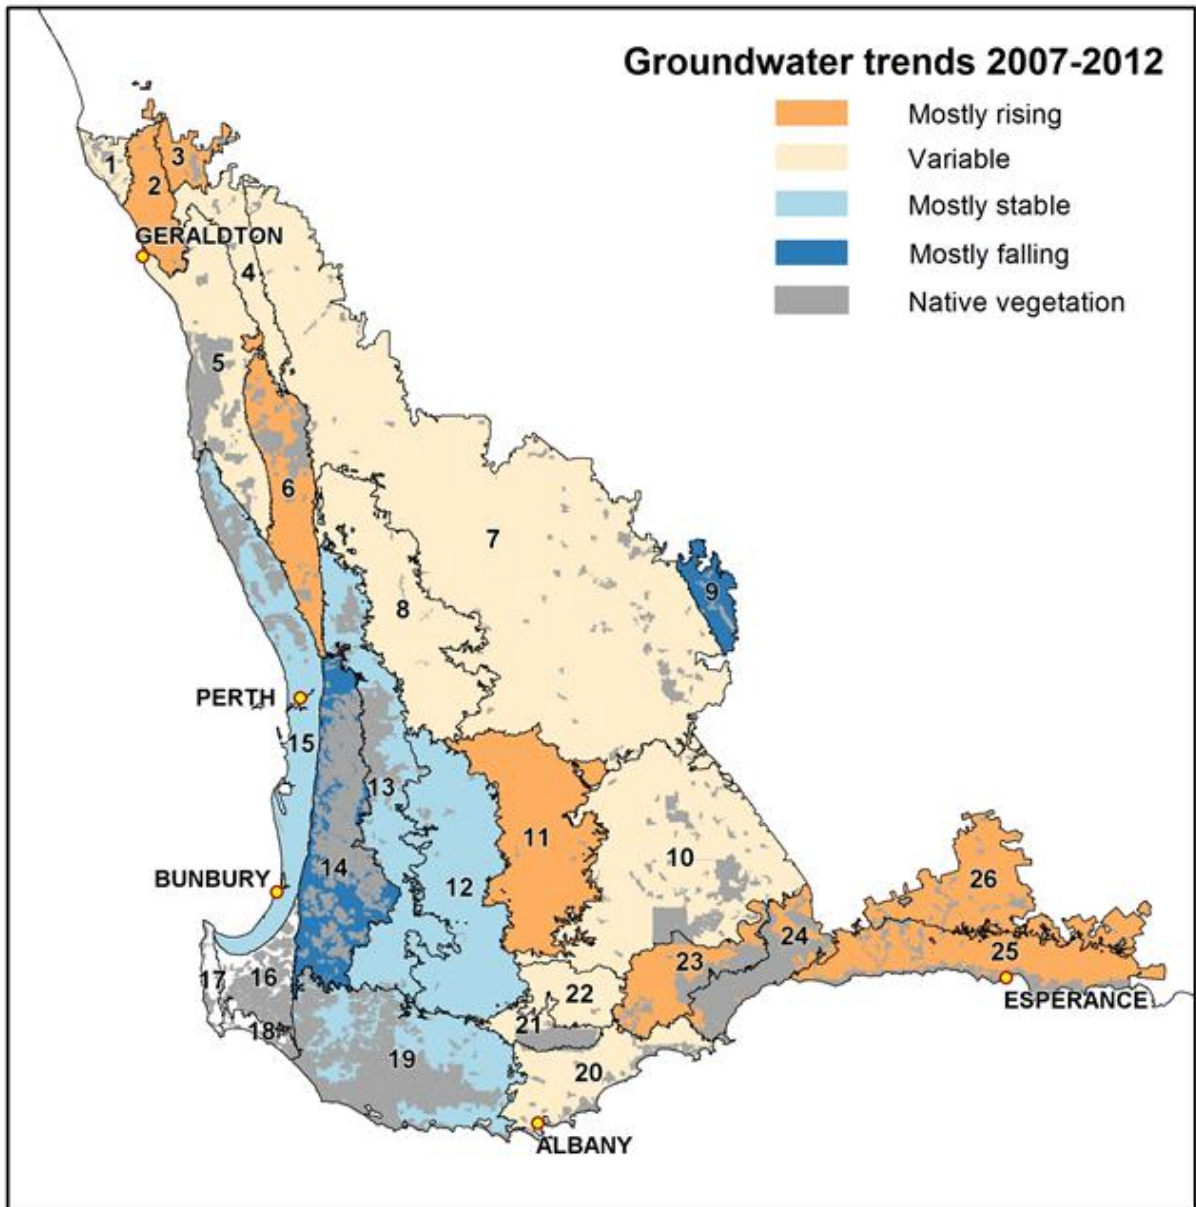 Groundwater trends 2007-2012
Mostly rising
Variable
Mostly stable
Mostly falling
Native vegetation
1
2
3
GERALDTON
4
5
6
7
8
9
PERTH
15
13
11
10
BUNBURY
14
12
26
24
23
25
17
16
22
ESPERANCE
18
21
19
20
ALBANY